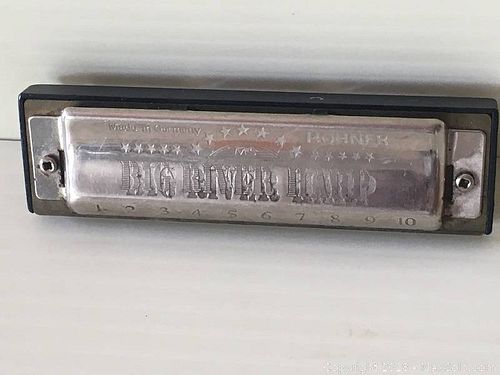 Made in Germany
HOHNER
BIG RIVER HARP
1 2 3 4 5 6 7 8 9 10